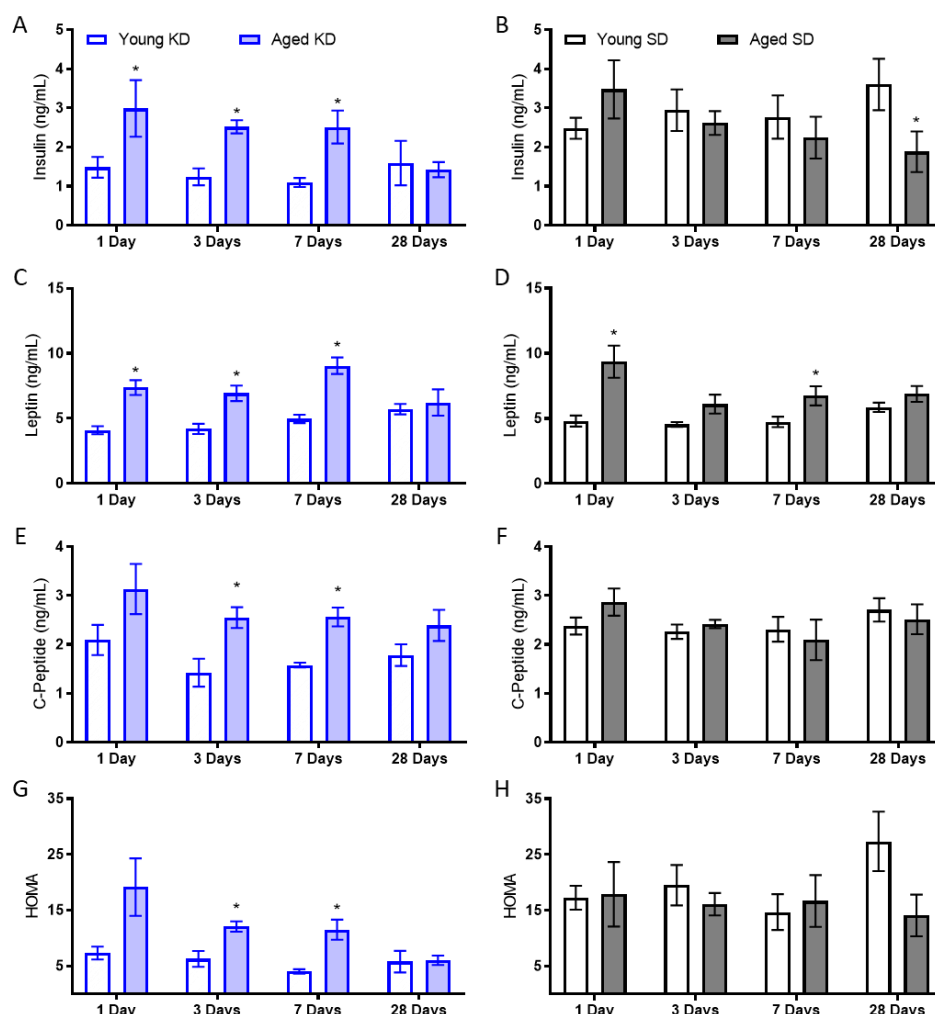 A
Young KD Aged KD
Insulin (ng/mL)
5
4
3
2
1
0
* * *
1 Day 3 Days 7 Days 28 Days
B
Young SD Aged SD
Insulin (ng/mL)
5
4
3
2
1
0
*
1 Day 3 Days 7 Days 28 Days
C
Leptin (ng/mL)
15
10
5
0
* * *
1 Day 3 Days 7 Days 28 Days
D
Leptin (ng/mL)
15
10
5
0
* *
1 Day 3 Days 7 Days 28 Days
E
C-Peptide (ng/mL)
4
3
2
1
0
* *
1 Day 3 Days 7 Days 28 Days
F
C-Peptide (ng/mL)
4
3
2
1
0
1 Day 3 Days 7 Days 28 Days
G
HOMA
35
25
15
5
* *
1 Day 3 Days 7 Days 28 Days
H
HOMA
35
25
15
5
1 Day 3 Days 7 Days 28 Days